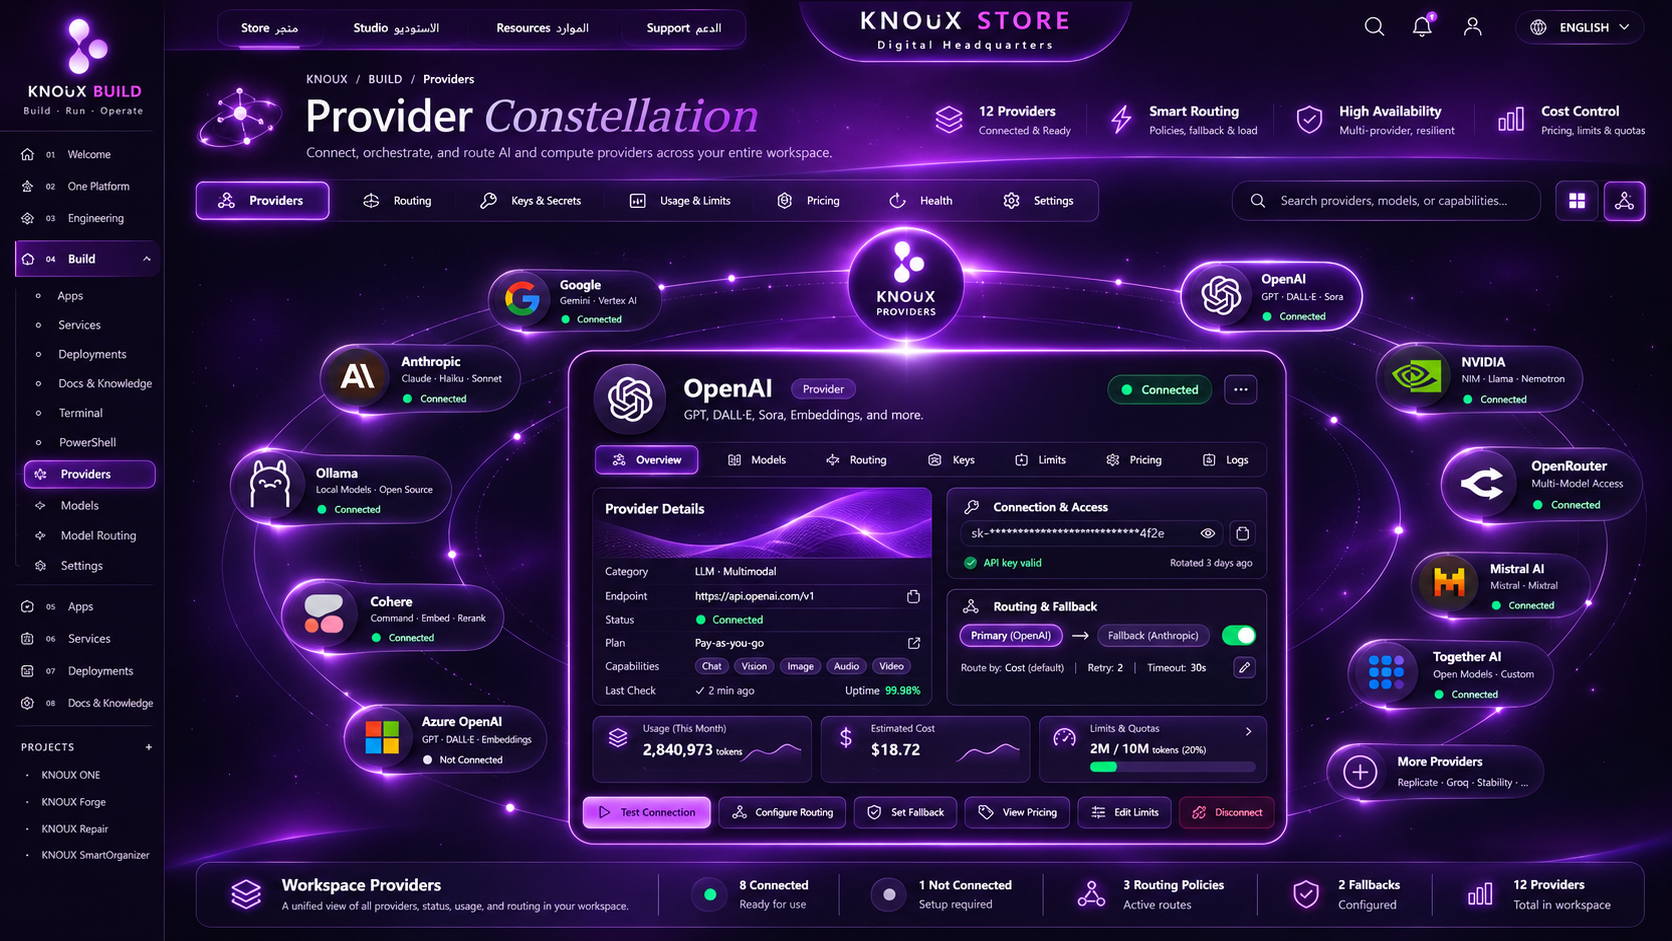 KNOUX BUILD
Build · Run · Operate
01 Welcome
02 One Platform
03 Engineering
04 Build
Apps
Services
Deployments
Docs & Knowledge
Terminal
PowerShell
Providers
Models
Model Routing
Settings
05 Apps
06 Services
07 Deployments
08 Docs & Knowledge
PROJECTS +
KNOUX ONE
KNOUX Forge
KNOUX Repair
KNOUX SmartOrganizer
Store متجر
Studio الاستوديو
Resources الموارد
Support الدعم
KNOUX STORE
Digital Headquarters
1
ENGLISH
KNOUX / BUILD / Providers
Provider Constellation
Connect, orchestrate, and route AI and compute providers across your entire workspace.
12 Providers
Connected & Ready
Smart Routing
Policies, fallback & load
High Availability
Multi-provider, resilient
Cost Control
Pricing, limits & quotas
Providers
Routing
Keys & Secrets
Usage & Limits
Pricing
Health
Settings
Search providers, models, or capabilities...
KNOUX
PROVIDERS
Google
Gemini · Vertex AI
Connected
Anthropic
Claude · Haiku · Sonnet
Connected
Ollama
Local Models · Open Source
Connected
Cohere
Command · Embed · Rerank
Connected
Azure OpenAI
GPT · DALL·E · Embeddings
Not Connected
OpenAI
GPT · DALL·E · Sora
Connected
NVIDIA
NIM · Llama · Nemotron
Connected
OpenRouter
Multi-Model Access
Connected
Mistral AI
Mistral · Mixtral
Connected
Together AI
Open Models · Custom
Connected
More Providers
Replicate · Groq · Stability · ...
OpenAI Provider
GPT, DALL·E, Sora, Embeddings, and more.
Connected
Overview
Models
Routing
Keys
Limits
Pricing
Logs
Provider Details
Category LLM · Multimodal
Endpoint https://api.openai.com/v1
Status Connected
Plan Pay-as-you-go
Capabilities Chat Vision Image Audio Video
Last Check ✓ 2 min ago Uptime 99.98%
Connection & Access
sk-****************************4f2e
API key valid Rotated 3 days ago
Routing & Fallback
Primary (OpenAI) → Fallback (Anthropic)
Route by: Cost (default) | Retry: 2 | Timeout: 30s
Usage (This Month)
2,840,973 tokens
Estimated Cost
$18.72
Limits & Quotas
2M / 10M tokens (20%)
Test Connection
Configure Routing
Set Fallback
View Pricing
Edit Limits
Disconnect
Workspace Providers
A unified view of all providers, status, usage, and routing in your workspace.
8 Connected
Ready for use
1 Not Connected
Setup required
3 Routing Policies
Active routes
2 Fallbacks
Configured
12 Providers
Total in workspace